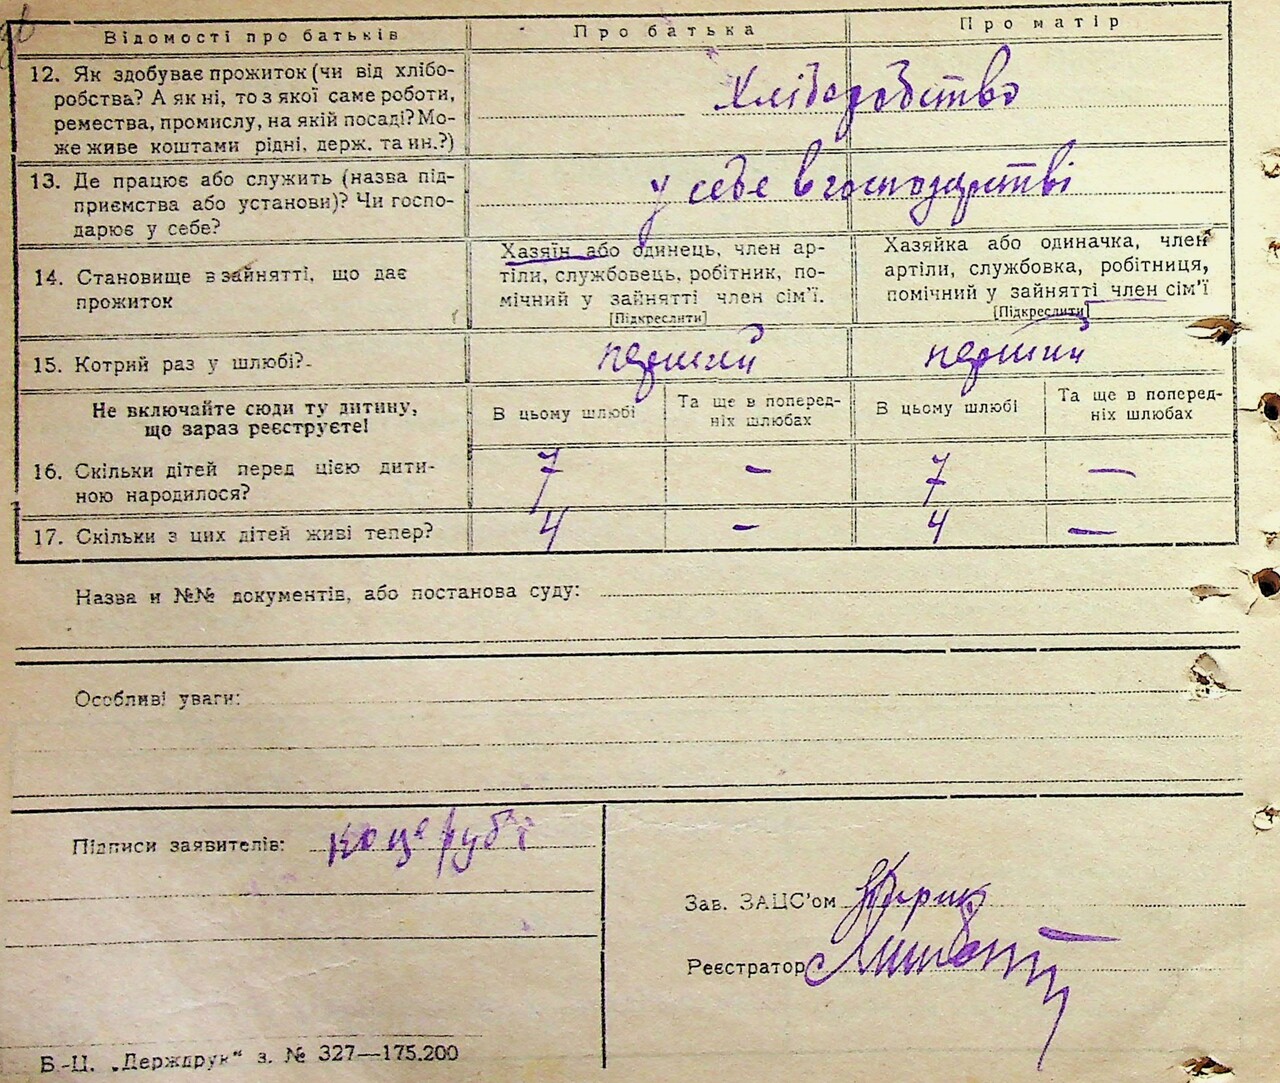 Відомості про батьків Про батька Про матір
12. Як здобуває прожиток (чи від хлібо-
робства? А як ні, то з якої саме роботи,
ремества, промислу, на якій посаді? Мо-
же живе коштами рідні, держ. та ин.?)
Хліборобство
13. Де працює або служить (назва під-
приємства або установи)? Чи госпо-
дарює у себе?
у себе в господарстві
14. Становище в зайнятті, що дає
прожиток
Хазяїн або одинець, член ар-
тіли, службовець, робітник, по-
мічний у зайнятті член сім'ї.
[Підкреслити]
Хазяйка або одиначка, член
артіли, службовка, робітниця,
помічний у зайнятті член сім'ї
[Підкреслити]
15. Котрий раз у шлюбі?
перший перший
Не включайте сюди ту дитину,
що зараз реєструєте!
В цьому шлюбі
Та ще в поперед-
ніх шлюбах
В цьому шлюбі
Та ще в поперед-
ніх шлюбах
16. Скільки дітей перед цією дити-
ною народилося?
7 — 7 —
17. Скільки з цих дітей живі тепер?
4 — 4 —
Назва и №№ документів, або постанова суду:
Особливі уваги:
Підписи заявителів:
Зав. ЗАЦС'ом
Реєстратор
Б.-Ц. „Держдрук“ з. № 327—175.200